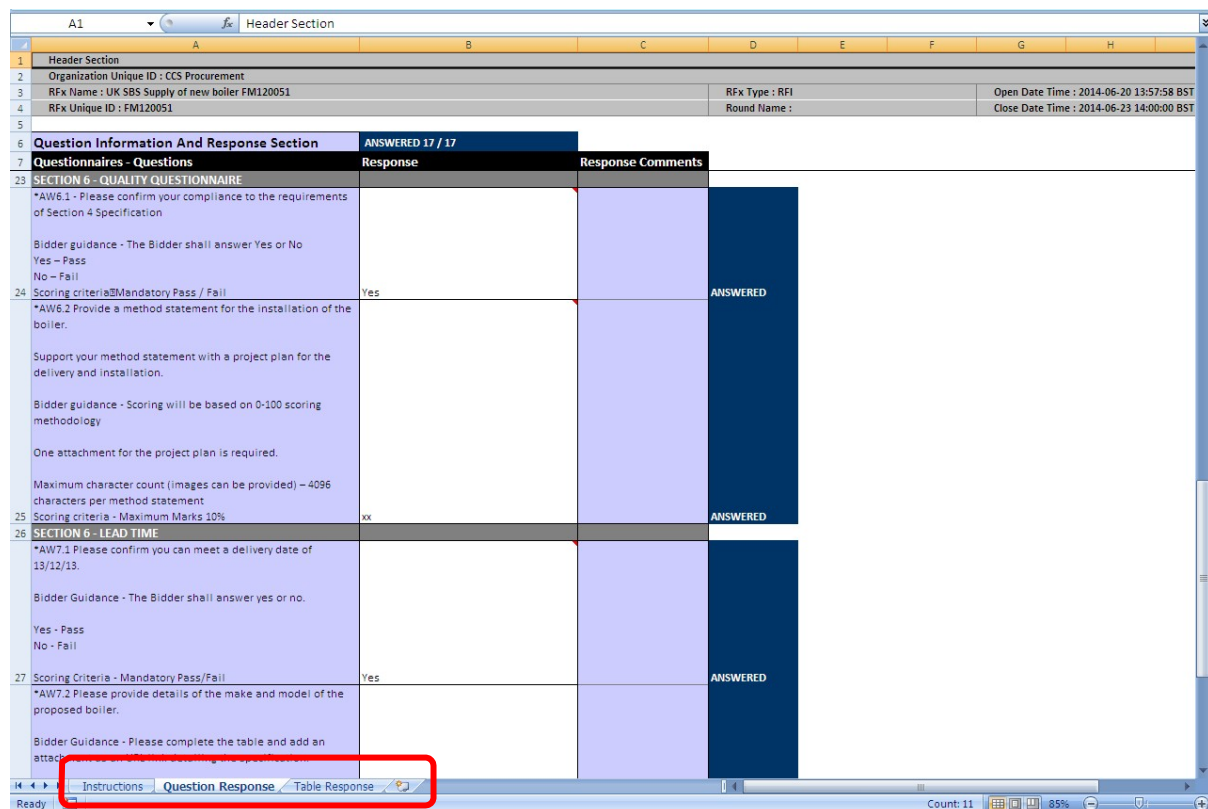 A1
fx Header Section
A B C D E F G H
1 Header Section
2 Organization Unique ID : CCS Procurement
3 RFx Name : UK SBS Supply of new boiler FM120051 RFx Type : RFI Open Date Time : 2014-06-20 13:57:58 BST
4 RFx Unique ID : FM120051 Round Name : Close Date Time : 2014-06-23 14:00:00 BST
5
6 Question Information And Response Section ANSWERED 17 / 17
7 Questionnaires - Questions Response Response Comments
23 SECTION 6 - QUALITY QUESTIONNAIRE
*AW6.1 - Please confirm your compliance to the requirements
of Section 4 Specification
Bidder guidance - The Bidder shall answer Yes or No
Yes – Pass
No – Fail
24 Scoring criteria Mandatory Pass / Fail Yes ANSWERED
*AW6.2 Provide a method statement for the installation of the
boiler.
Support your method statement with a project plan for the
delivery and installation.
Bidder guidance - Scoring will be based on 0-100 scoring
methodology
One attachment for the project plan is required.
Maximum character count (images can be provided) – 4096
characters per method statement
25 Scoring criteria - Maximum Marks 10% xx ANSWERED
26 SECTION 6 - LEAD TIME
*AW7.1 Please confirm you can meet a delivery date of
13/12/13.
Bidder Guidance - The Bidder shall answer yes or no.
Yes - Pass
No - Fail
27 Scoring Criteria - Mandatory Pass/Fail Yes ANSWERED
*AW7.2 Please provide details of the make and model of the
proposed boiler.
Bidder Guidance - Please complete the table and add an
Instructions Question Response Table Response
Ready Count: 11 85%